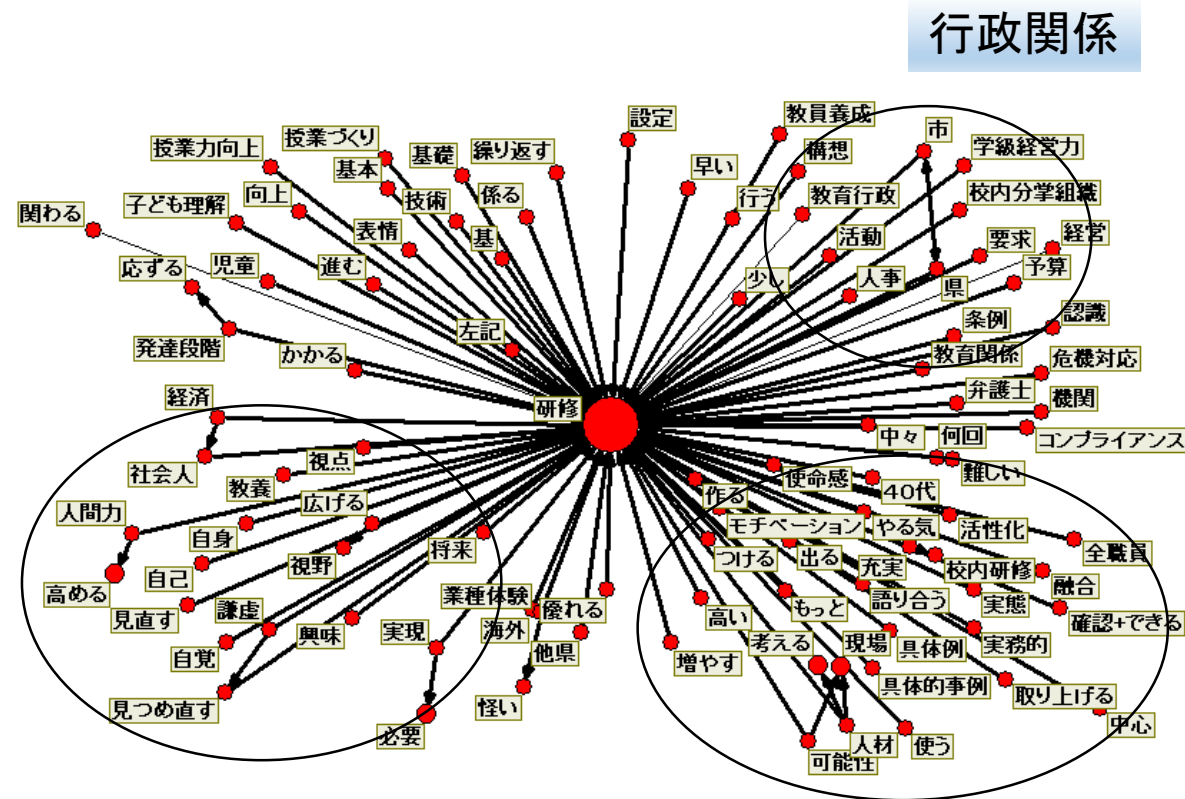 行政関係
設定
教員養成
市
授業づくり
授業力向上
基本
基礎
繰り返す
早い
構想
学級経営力
子ども理解
向上
技術
係る
行う
教育行政
校内分学組織
関わる
表情
基
活動
要求
経営
応ずる
児童
進む
少し
人事
県
予算
発達段階
かかる
左記
条例
認識
教育関係
危機対応
経済
研修
弁護士
機関
中々
何回
コンプライアンス
社会人
視点
難しい
教養
広げる
作る
使命感
40代
人間力
自身
将来
モチベーション
やる気
活性化
全職員
高める
自己
視野
つける
出る
充実
校内研修
融合
見直す
謙虚
業種体験
優れる
もっと
語り合う
実態
確認+できる
自覚
興味
実現
海外
他県
高い
考える
現場
具体例
実務的
増やす
具体的事例
見つめ直す
怪い
取り上げる
必要
人材
使う
中心
可能性